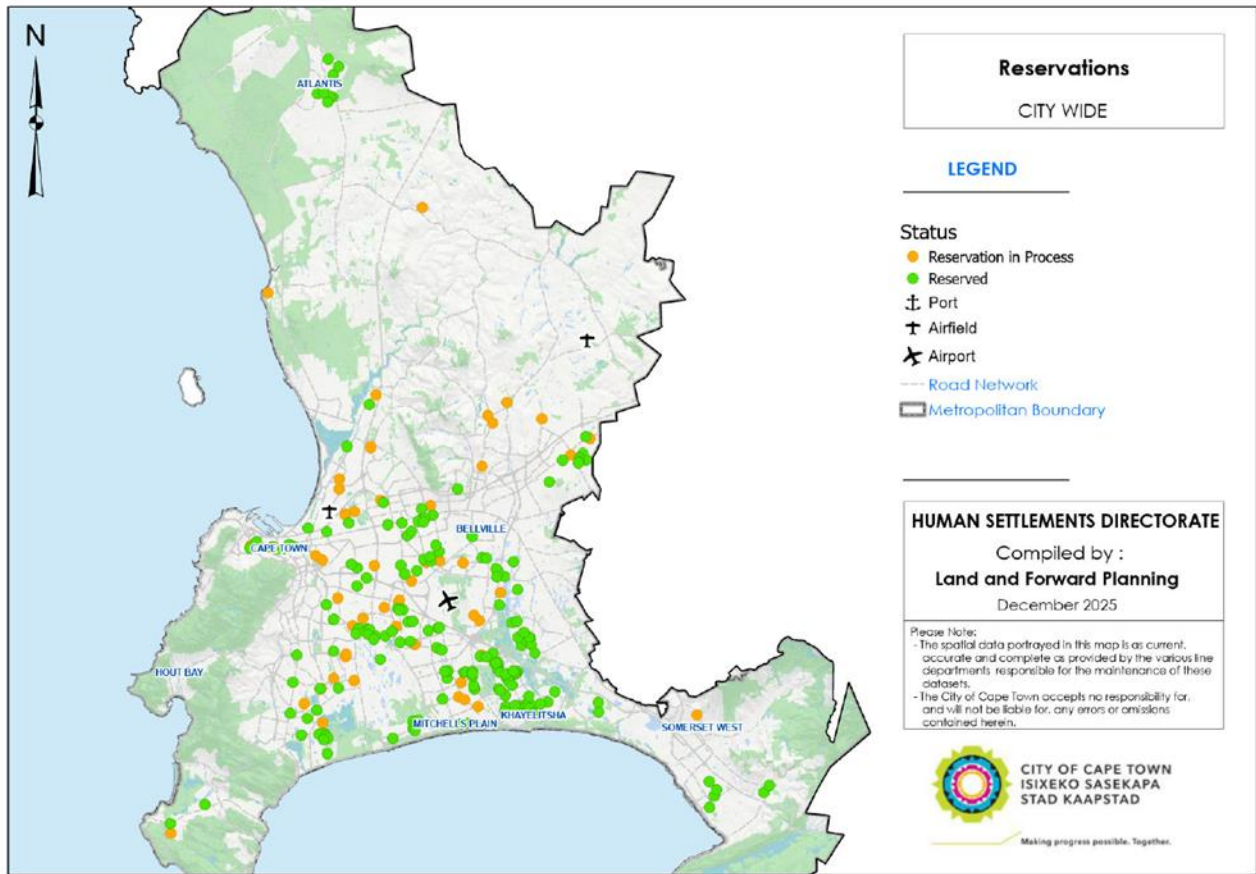 N
ATLANTIS
BELLVILLE
CAPE TOWN
HOUT BAY
MITCHELLS PLAIN
KHAYELITSHA
SOMERSET WEST
Reservations
CITY WIDE
LEGEND
Status
Reservation in Process
Reserved
Port
Airfield
Airport
Road Network
Metropolitan Boundary
HUMAN SETTLEMENTS DIRECTORATE
Compiled by :
Land and Forward Planning
December 2025
Please Note:
- The spatial data portrayed in this map is as current,
accurate and complete as provided by the various line
departments responsible for the maintenance of these
datasets.
- The City of Cape Town accepts no responsibility for,
and will not be liable for, any errors or omissions
contained herein.
CITY OF CAPE TOWN
ISIXEKO SASEKAPA
STAD KAAPSTAD
Making progress possible. Together.